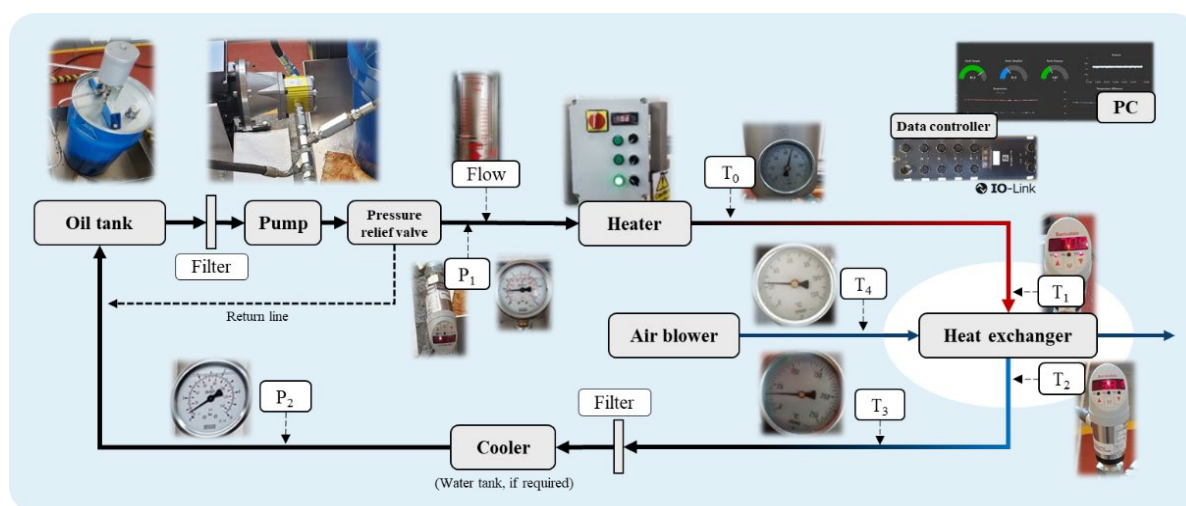 PC
Data controller
IO-Link
Flow
T0
Oil tank
Pump
Pressure
relief valve
Heater
Filter
P1
T1
T4
Return line
Air blower
Heat exchanger
T2
P2
Filter
T3
Cooler
(Water tank, if required)